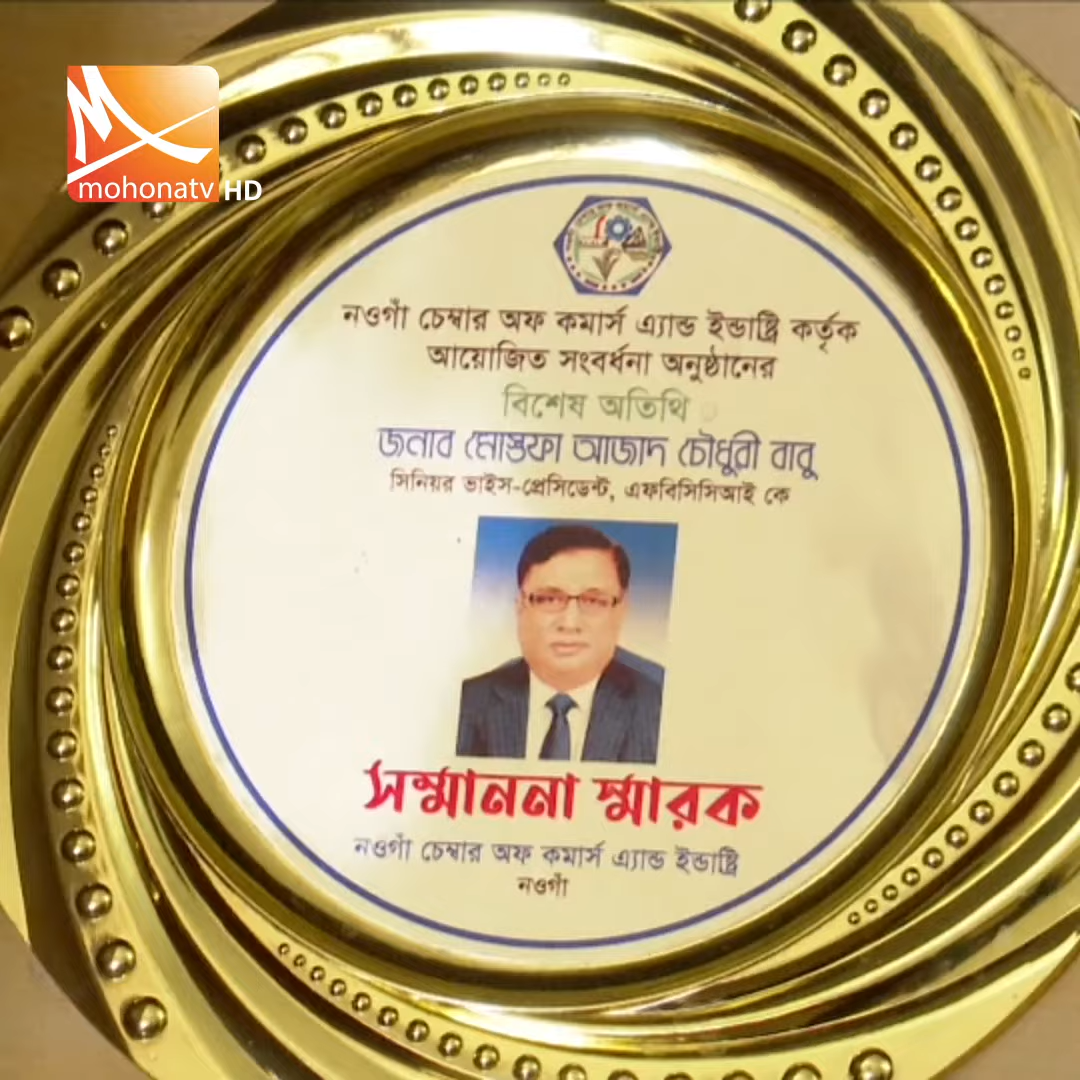 mohonatv HD
নওগাঁ চেম্বার অফ কমার্স এ্যান্ড ইন্ডাষ্ট্রি কর্তৃক
আয়োজিত সংবর্ধনা অনুষ্ঠানের
বিশেষ অতিথি
জনাব মোস্তফা আজাদ চৌধুরী বাবু
সিনিয়র ভাইস-প্রেসিডেন্ট, এফবিসিসিআই কে
সম্মাননা স্মারক
নওগাঁ চেম্বার অফ কমার্স এ্যান্ড ইন্ডাষ্ট্রি
নওগাঁ